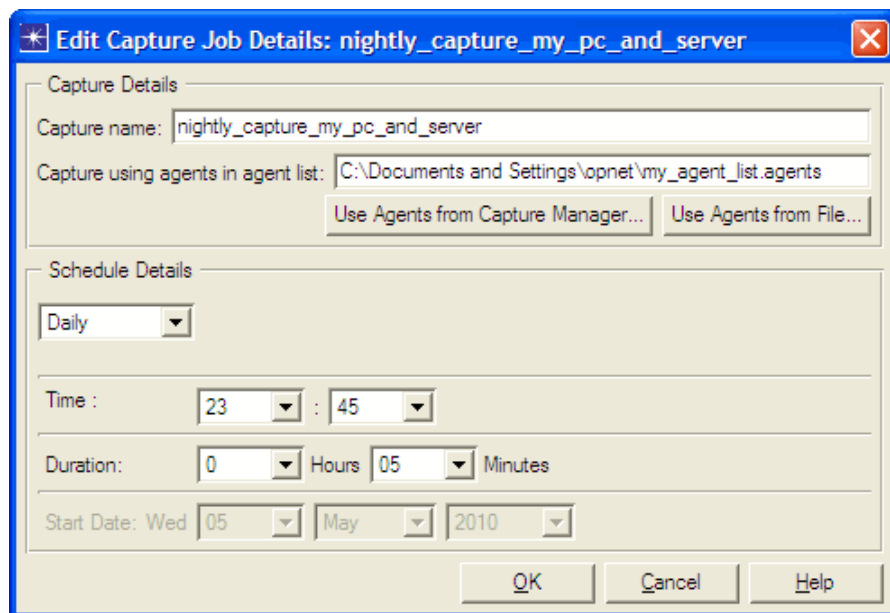 Edit Capture Job Details: nightly_capture_my_pc_and_server
Capture Details
Capture name: nightly_capture_my_pc_and_server
Capture using agents in agent list: C:\Documents and Settings\opnet\my_agent_list.agents
Use Agents from Capture Manager... Use Agents from File...
Schedule Details
Daily
Time : 23 : 45
Duration: 0 Hours 05 Minutes
Start Date: Wed 05 May 2010
OK Cancel Help